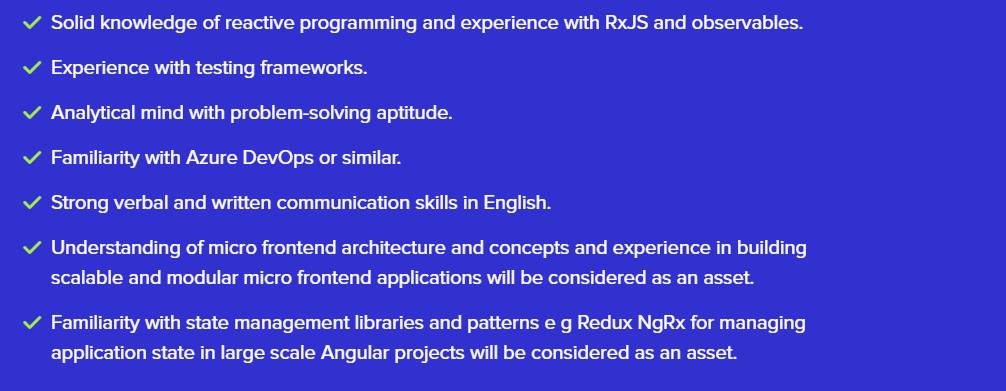 Solid knowledge of reactive programming and experience with RxJS and observables.
Experience with testing frameworks.
Analytical mind with problem-solving aptitude.
Familiarity with Azure DevOps or similar.
Strong verbal and written communication skills in English.
Understanding of micro frontend architecture and concepts and experience in building
scalable and modular micro frontend applications will be considered as an asset.
Familiarity with state management libraries and patterns e g Redux NgRx for managing
application state in large scale Angular projects will be considered as an asset.